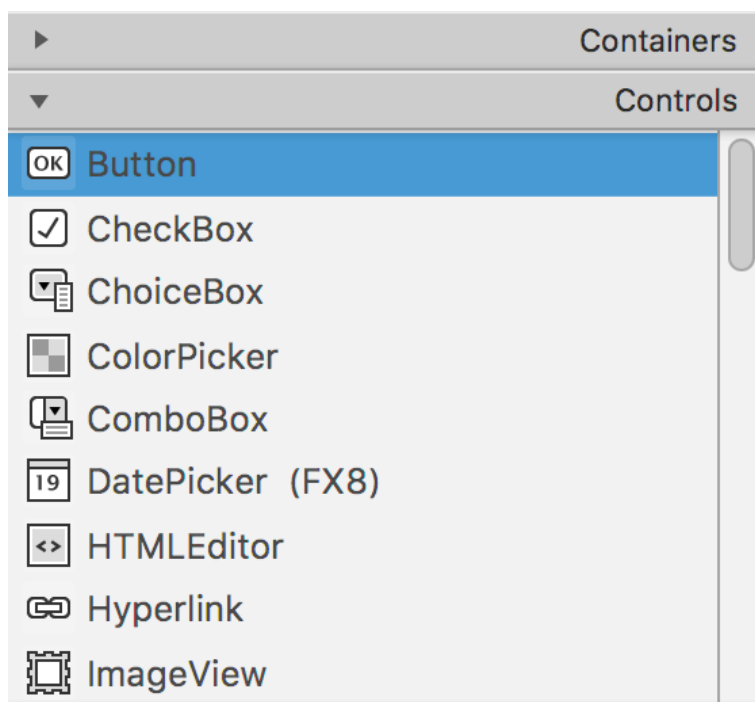 Containers
Controls
OK Button
CheckBox
ChoiceBox
ColorPicker
ComboBox
19 DatePicker (FX8)
<> HTMLEditor
Hyperlink
ImageView